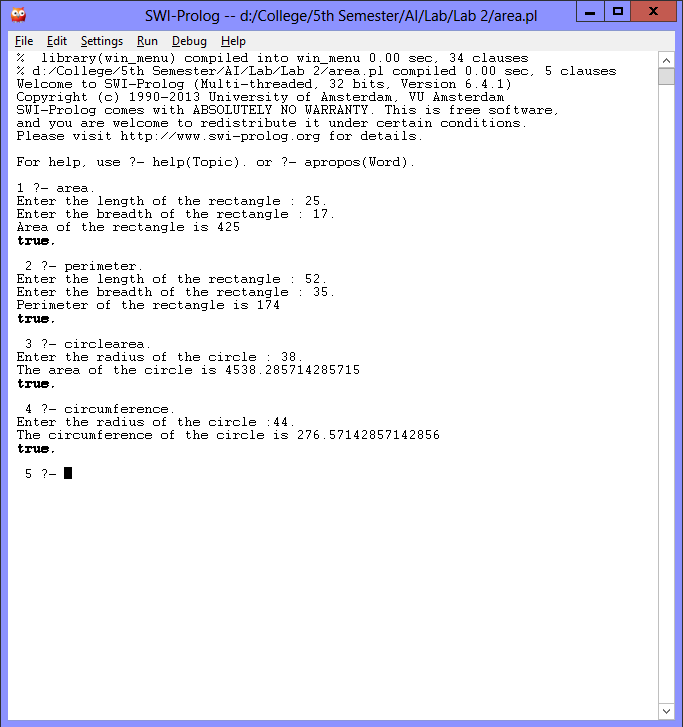 SWI-Prolog -- d:/College/5th Semester/AI/Lab/Lab 2/area.pl
File Edit Settings Run Debug Help
%  library(win_menu) compiled into win_menu 0.00 sec, 34 clauses
% d:/College/5th Semester/AI/Lab/Lab 2/area.pl compiled 0.00 sec, 5 clauses
Welcome to SWI-Prolog (Multi-threaded, 32 bits, Version 6.4.1)
Copyright (c) 1990-2013 University of Amsterdam, VU Amsterdam
SWI-Prolog comes with ABSOLUTELY NO WARRANTY. This is free software,
and you are welcome to redistribute it under certain conditions.
Please visit http://www.swi-prolog.org for details.
For help, use ?- help(Topic). or ?- apropos(Word).
1 ?- area.
Enter the length of the rectangle : 25.
Enter the breadth of the rectangle : 17.
Area of the rectangle is 425
true.
2 ?- perimeter.
Enter the length of the rectangle : 52.
Enter the breadth of the rectangle : 35.
Perimeter of the rectangle is 174
true.
3 ?- circlearea.
Enter the radius of the circle : 38.
The area of the circle is 4538.285714285715
true.
4 ?- circumference.
Enter the radius of the circle :44.
The circumference of the circle is 276.57142857142856
true.
5 ?-